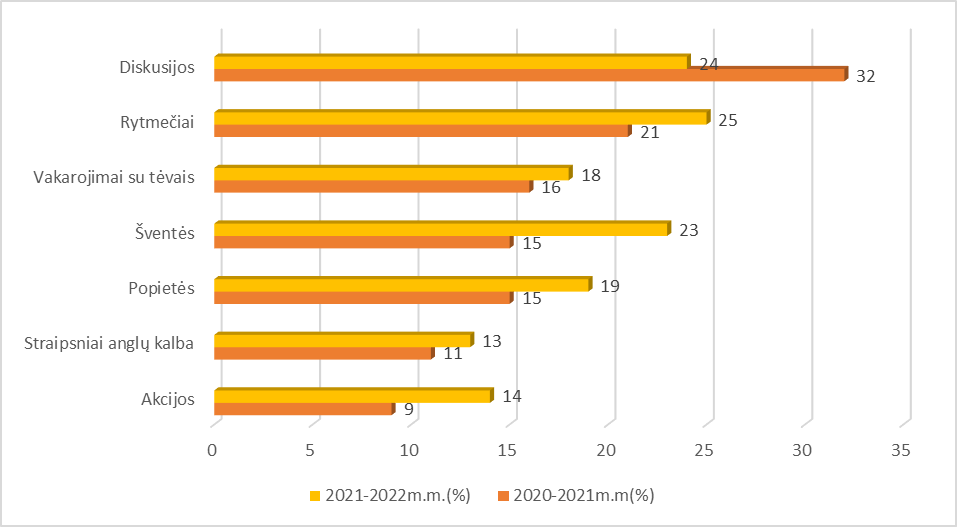 Diskusijos
24
32
Rytmečiai
25
21
Vakarojimai su tėvais
18
16
Šventės
23
15
Popietės
19
15
Straipsniai anglų kalba
13
11
Akcijos
14
9
0 5 10 15 20 25 30 35
2021-2022m.m.(%) 2020-2021m.m(%)